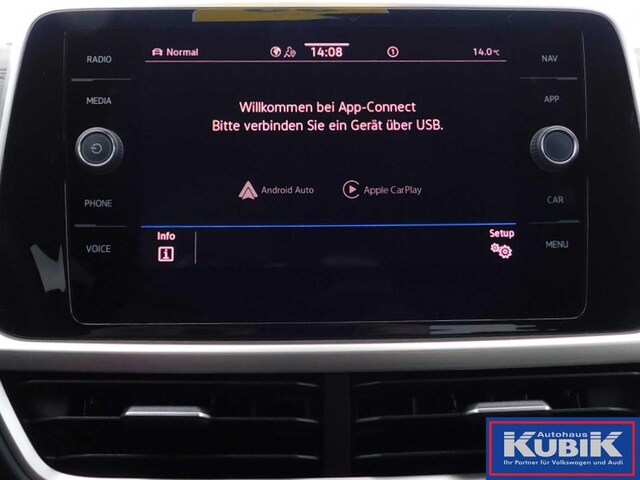 RADIO
MEDIA
PHONE
VOICE
Normal
14:08
1
14.0°C
Willkommen bei App-Connect
Bitte verbinden Sie ein Gerät über USB.
Android Auto
Apple CarPlay
Info
Setup
NAV
APP
CAR
MENU
Autohaus
KUBIK
Ihr Partner für Volkswagen und Audi